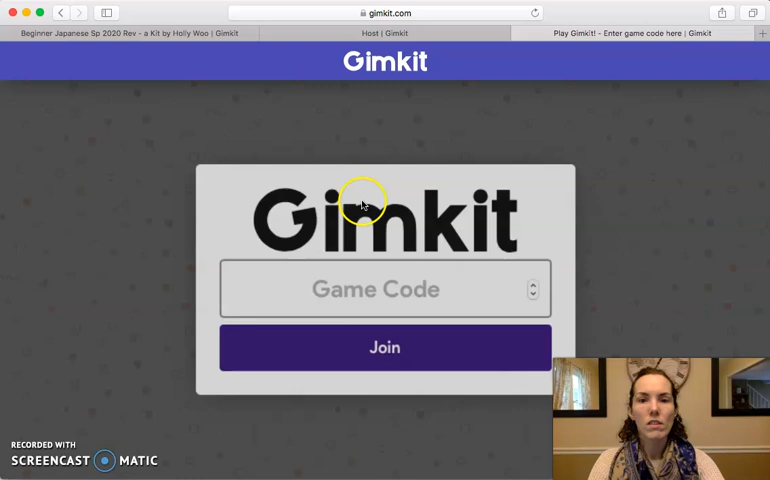 gimkit.com
Beginner Japanese Sp 2020 Rev - a Kit by Holly Woo | Gimkit
Host | Gimkit
Play Gimkit! - Enter game code here | Gimkit
Gimkit
Gimkit
Game Code
Join
RECORDED WITH
SCREENCAST MATIC